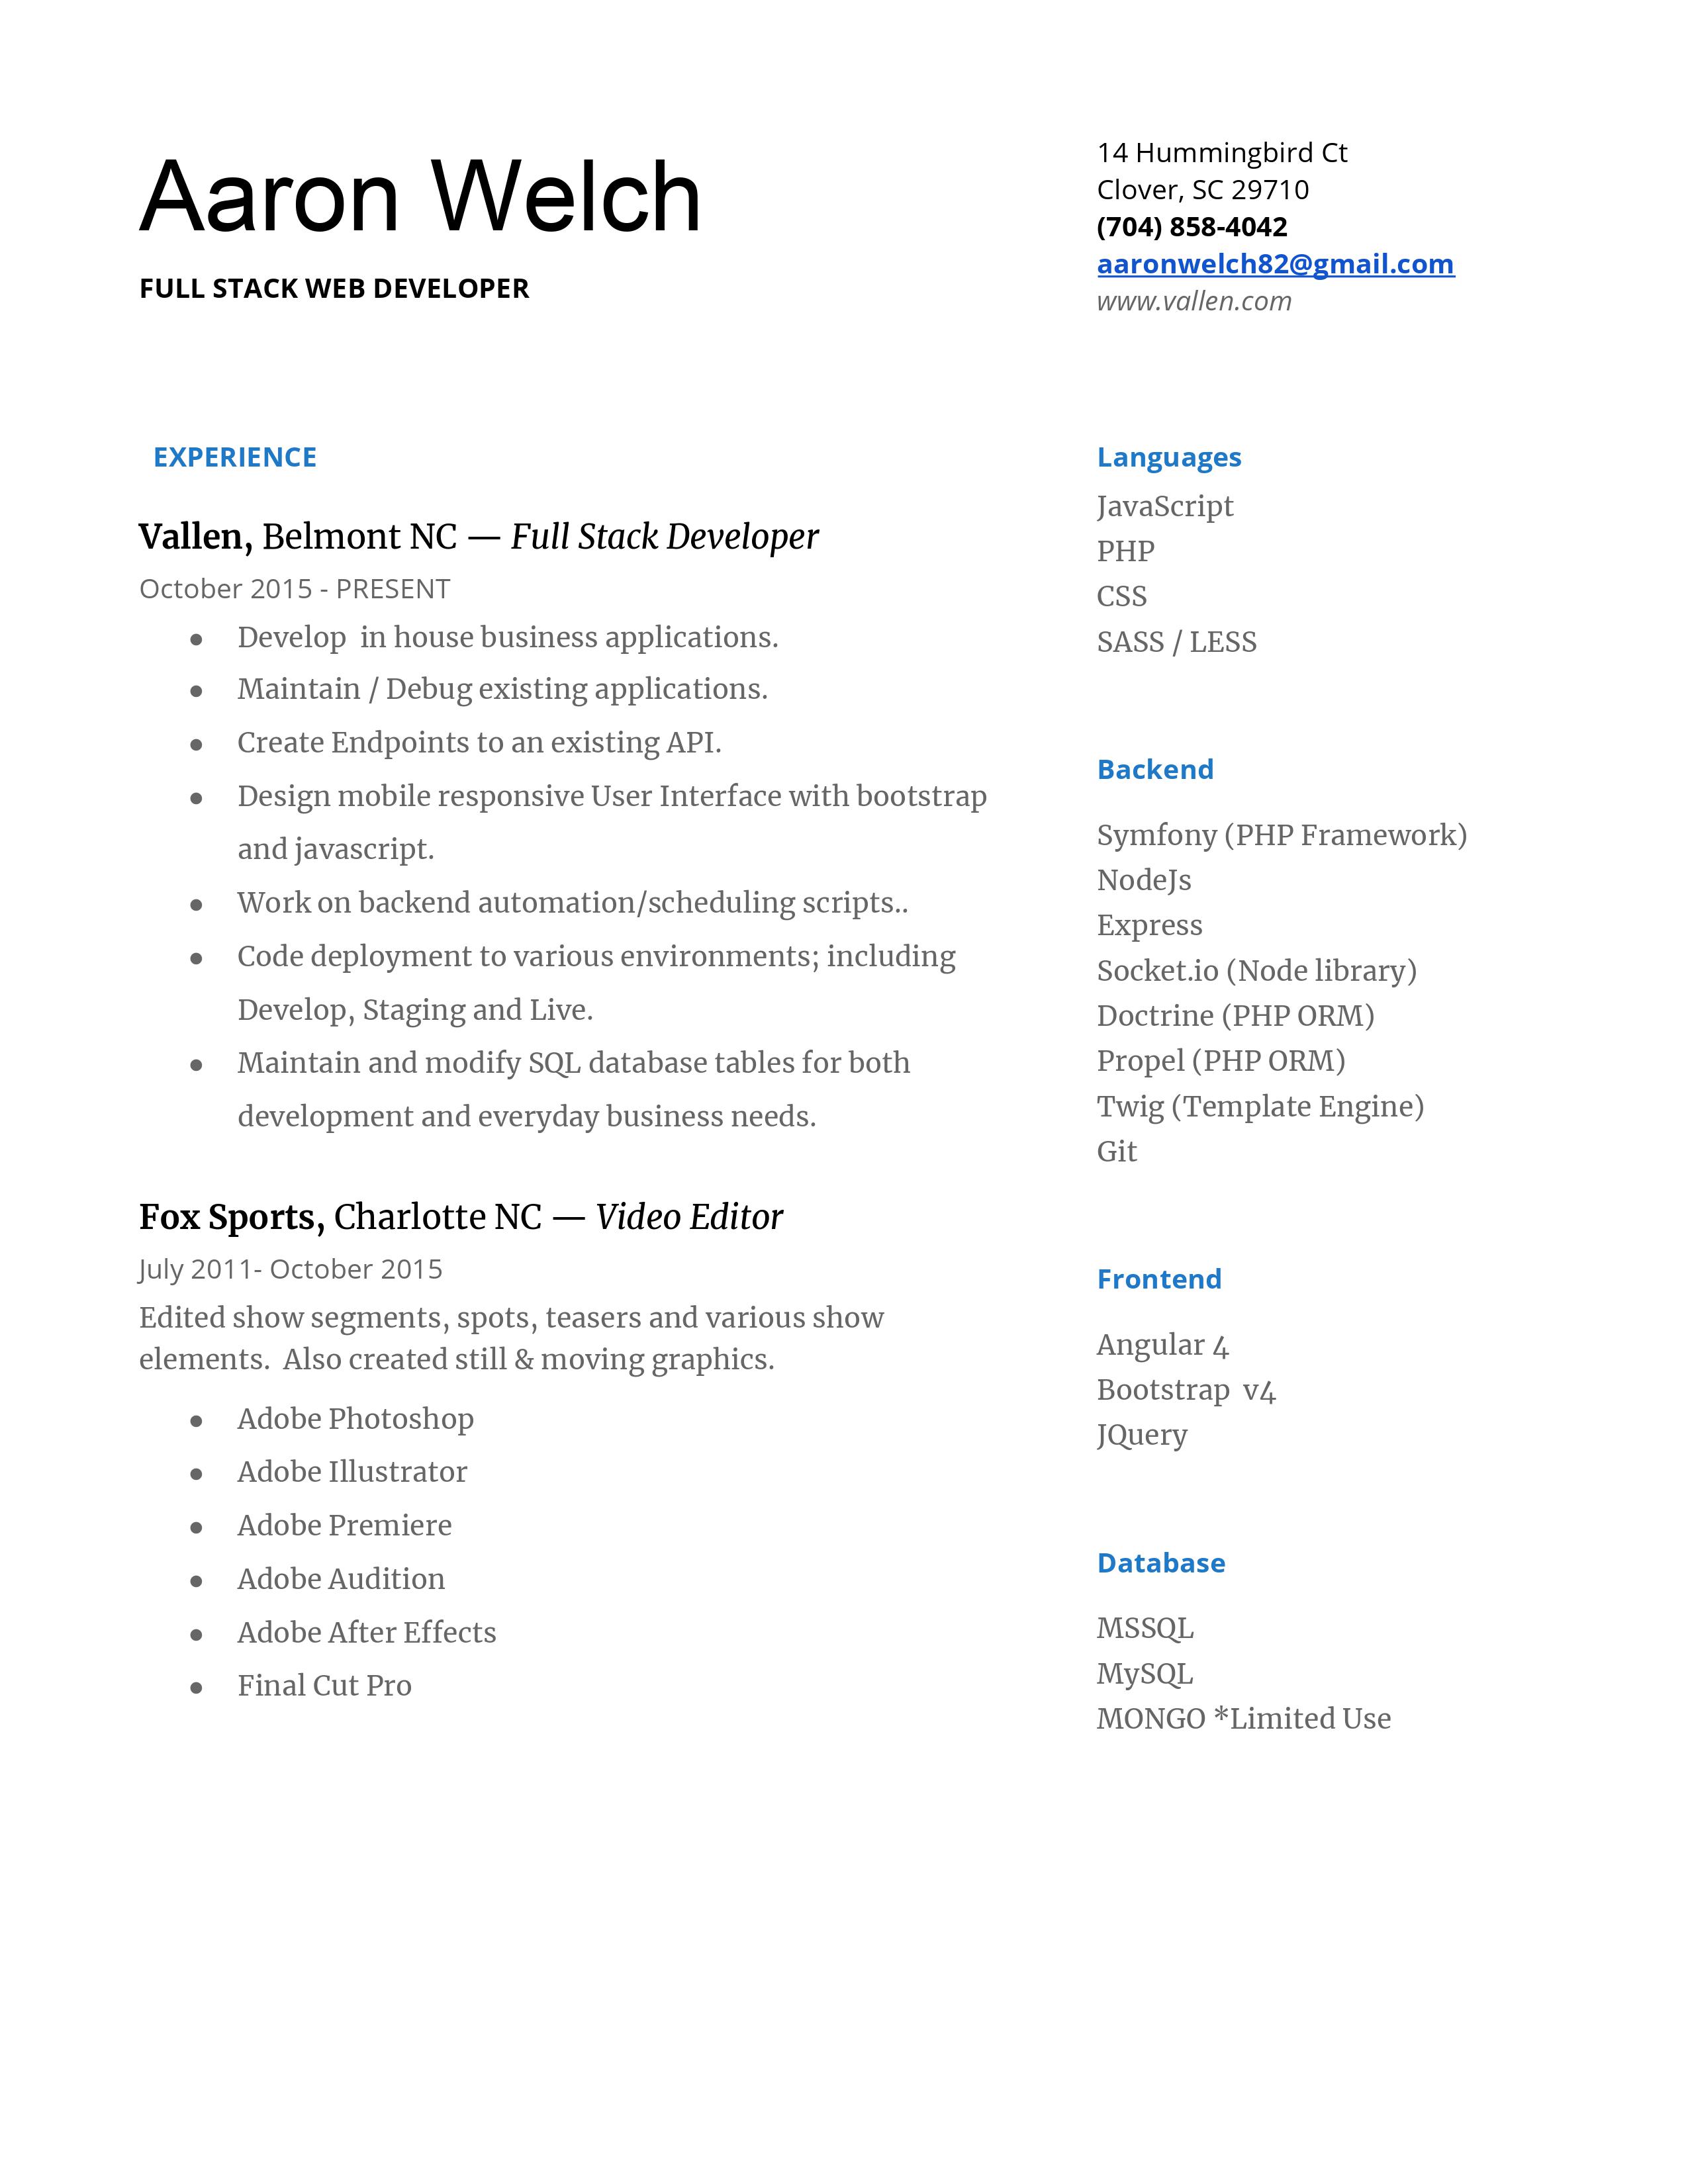 Aaron Welch
FULL STACK WEB DEVELOPER
14 Hummingbird Ct
Clover, SC 29710
(704) 858-4042
aaronwelch82@gmail.com
www.vallen.com
EXPERIENCE
Vallen, Belmont NC — Full Stack Developer
October 2015 - PRESENT
● Develop  in house business applications.
● Maintain / Debug existing applications.
● Create Endpoints to an existing API.
● Design mobile responsive User Interface with bootstrap
and javascript.
● Work on backend automation/scheduling scripts..
● Code deployment to various environments; including
Develop, Staging and Live.
● Maintain and modify SQL database tables for both
development and everyday business needs.
Fox Sports, Charlotte NC — Video Editor
July 2011- October 2015
Edited show segments, spots, teasers and various show
elements.  Also created still & moving graphics.
● Adobe Photoshop
● Adobe Illustrator
● Adobe Premiere
● Adobe Audition
● Adobe After Effects
● Final Cut Pro
Languages
JavaScript
PHP
CSS
SASS / LESS
Backend
Symfony (PHP Framework)
NodeJs
Express
Socket.io (Node library)
Doctrine (PHP ORM)
Propel (PHP ORM)
Twig (Template Engine)
Git
Frontend
Angular 4
Bootstrap  v4
JQuery
Database
MSSQL
MySQL
MONGO *Limited Use